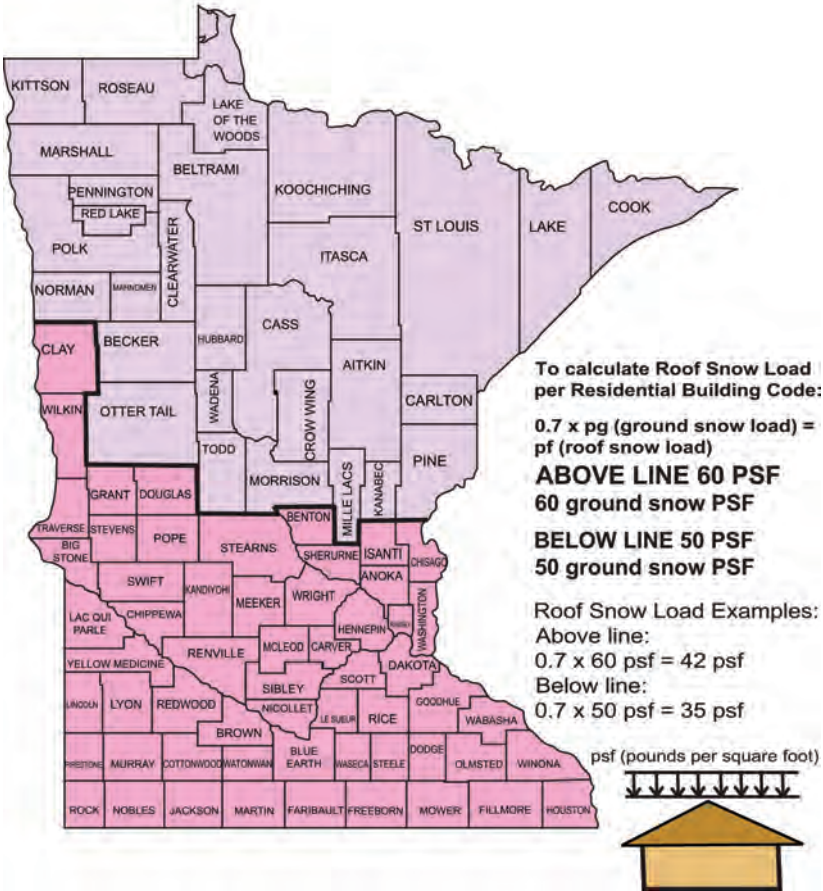 KITTSON
ROSEAU
LAKE
OF THE
WOODS
MARSHALL
BELTRAMI
KOOCHICHING
PENNINGTON
RED LAKE
POLK
CLEARWATER
ITASCA
ST LOUIS
LAKE
COOK
NORMAN
MAHNOMEN
HUBBARD
CASS
CLAY
BECKER
AITKIN
WILKIN
OTTER TAIL
WADENA
CROW WING
CARLTON
TODD
MORRISON
MILLE LACS
KANABEC
PINE
GRANT
DOUGLAS
BENTON
TRAVERSE
STEVENS
POPE
STEARNS
SHERURNE
ISANTI
CHISAGO
BIG
STONE
SWIFT
KANDIYOHI
MEEKER
WRIGHT
ANOKA
WASHINGTON
LAC QUI
PARLE
CHIPPEWA
HENNEPIN
RENVILLE
MCLEOD
CARVER
YELLOW MEDICINE
DAKOTA
SCOTT
SIBLEY
LINCOLN
LYON
REDWOOD
NICOLLET
LE SUEUR
RICE
GOODHUE
WABASHA
BROWN
PIPESTONE
MURRAY
COTTONWOOD
WATONWAN
BLUE
EARTH
WASECA
STEELE
DODGE
OLMSTED
WINONA
ROCK
NOBLES
JACKSON
MARTIN
FARIBAULT
FREEBORN
MOWER
FILLMORE
HOUSTON
To calculate Roof Snow Load
per Residential Building Code:
0.7 x pg (ground snow load) =
pf (roof snow load)
ABOVE LINE 60 PSF
60 ground snow PSF
BELOW LINE 50 PSF
50 ground snow PSF
Roof Snow Load Examples:
Above line:
0.7 x 60 psf = 42 psf
Below line:
0.7 x 50 psf = 35 psf
psf (pounds per square foot)